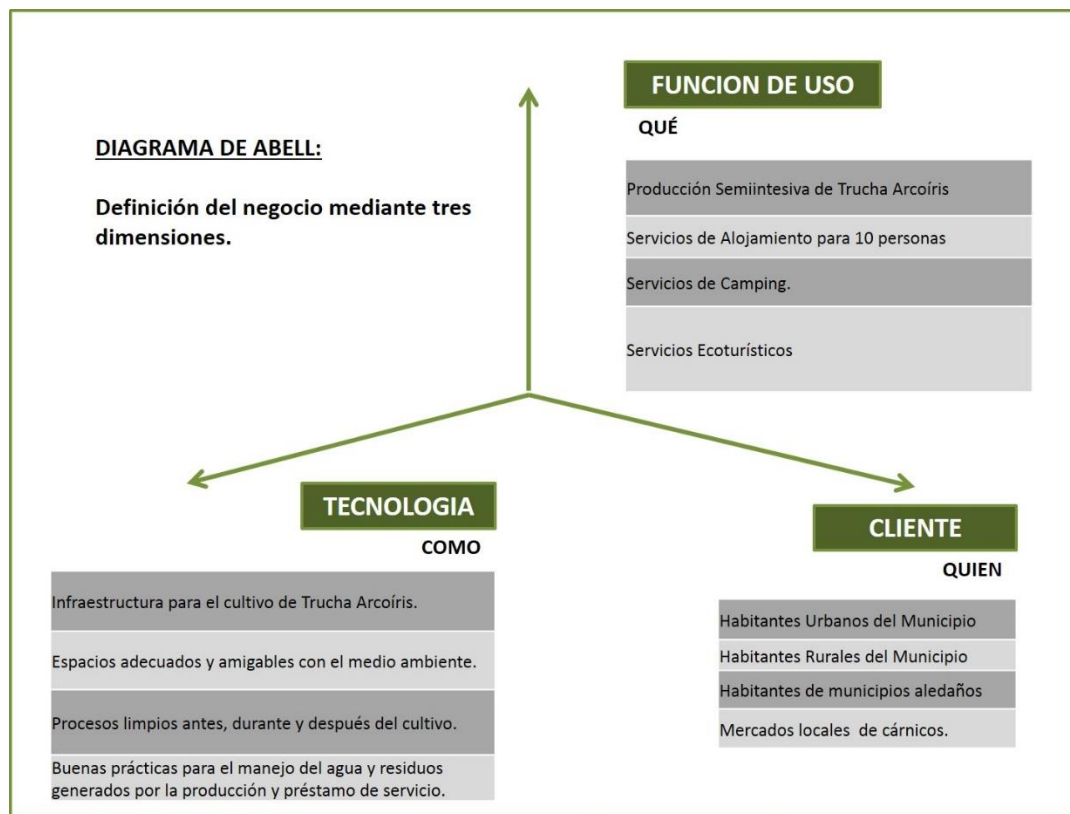 DIAGRAMA DE ABELL:
Definición del negocio mediante tres
dimensiones.
FUNCION DE USO
QUÉ
Producción Semiintesiva de Trucha Arcoíris
Servicios de Alojamiento para 10 personas
Servicios de Camping.
Servicios Ecoturísticos
TECNOLOGIA
COMO
Infraestructura para el cultivo de Trucha Arcoíris.
Espacios adecuados y amigables con el medio ambiente.
Procesos limpios antes, durante y después del cultivo.
Buenas prácticas para el manejo del agua y residuos
generados por la producción y préstamo de servicio.
CLIENTE
QUIEN
Habitantes Urbanos del Municipio
Habitantes Rurales del Municipio
Habitantes de municipios aledaños
Mercados locales de cárnicos.